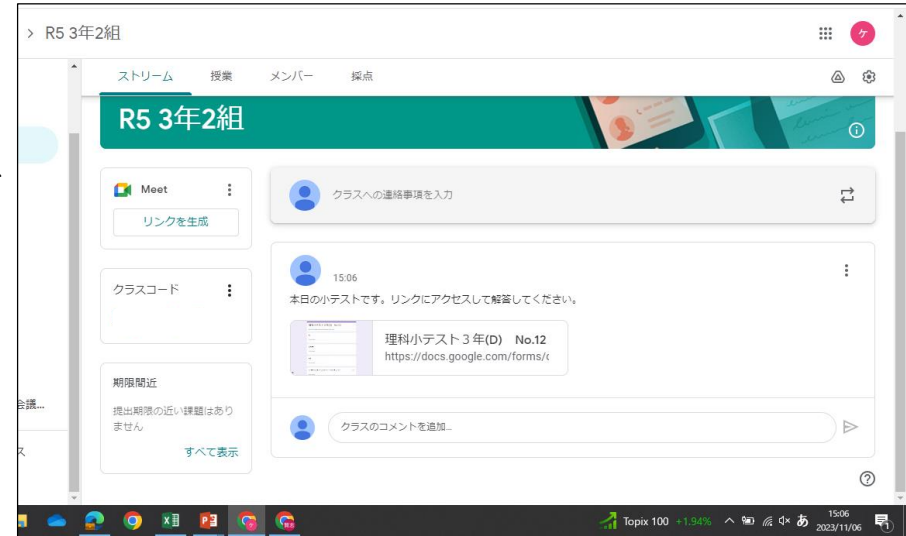 R5 3年2組
ケ
ストリーム 授業 メンバー 採点
R5 3年2組
Meet
リンクを生成
クラスへの連絡事項を入力
クラスコード
15:06
本日の小テストです。リンクにアクセスして解答してください。
理科小テスト3年(D) No.12
https://docs.google.com/forms/
期限間近
提出期限の近い課題はあり
ません
すべて表示
クラスのコメントを追加...
会議...
ス
Topix 100 +1.94%
あ
15:06
2023/11/06